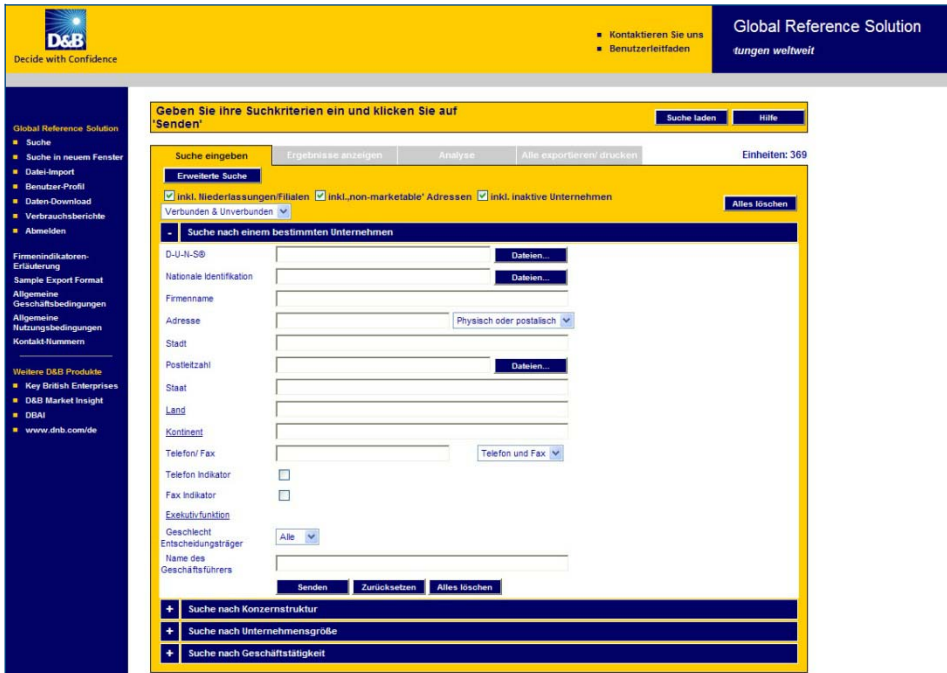 D&B
Decide with Confidence
Kontaktieren Sie uns
Benutzerleitfaden
Global Reference Solution
tungen weltweit
Global Reference Solution
Suche
Suche in neuem Fenster
Datei-Import
Benutzer-Profil
Daten-Download
Verbrauchsberichte
Abmelden
Firmenindikatoren-
Erläuterung
Sample Export Format
Allgemeine
Geschäftsbedingungen
Allgemeine
Nutzungsbedingungen
Kontakt-Nummern
Weitere D&B Produkte
Key British Enterprises
D&B Market Insight
DBAI
www.dnb.com/de
Geben Sie ihre Suchkriterien ein und klicken Sie auf
'Senden'
Suche laden Hilfe
Suche eingeben Ergebnisse anzeigen Analyse Alle exportieren/ drucken Einheiten: 369
Erweiterte Suche
inkl. Niederlassungen/Filialen inkl.„non-marketable' Adressen inkl. inaktive Unternehmen
Verbunden & Unverbunden Alles löschen
- Suche nach einem bestimmten Unternehmen
D-U-N-S® Dateien...
Nationale Identifikation Dateien...
Firmenname
Adresse Physisch oder postalisch
Stadt
Postleitzahl Dateien...
Staat
Land
Kontinent
Telefon/ Fax Telefon und Fax
Telefon Indikator
Fax Indikator
Exekutivfunktion
Geschlecht
Entscheidungsträger Alle
Name des
Geschäftsführers
Senden Zurücksetzen Alles löschen
+ Suche nach Konzernstruktur
+ Suche nach Unternehmensgröße
+ Suche nach Geschäftstätigkeit